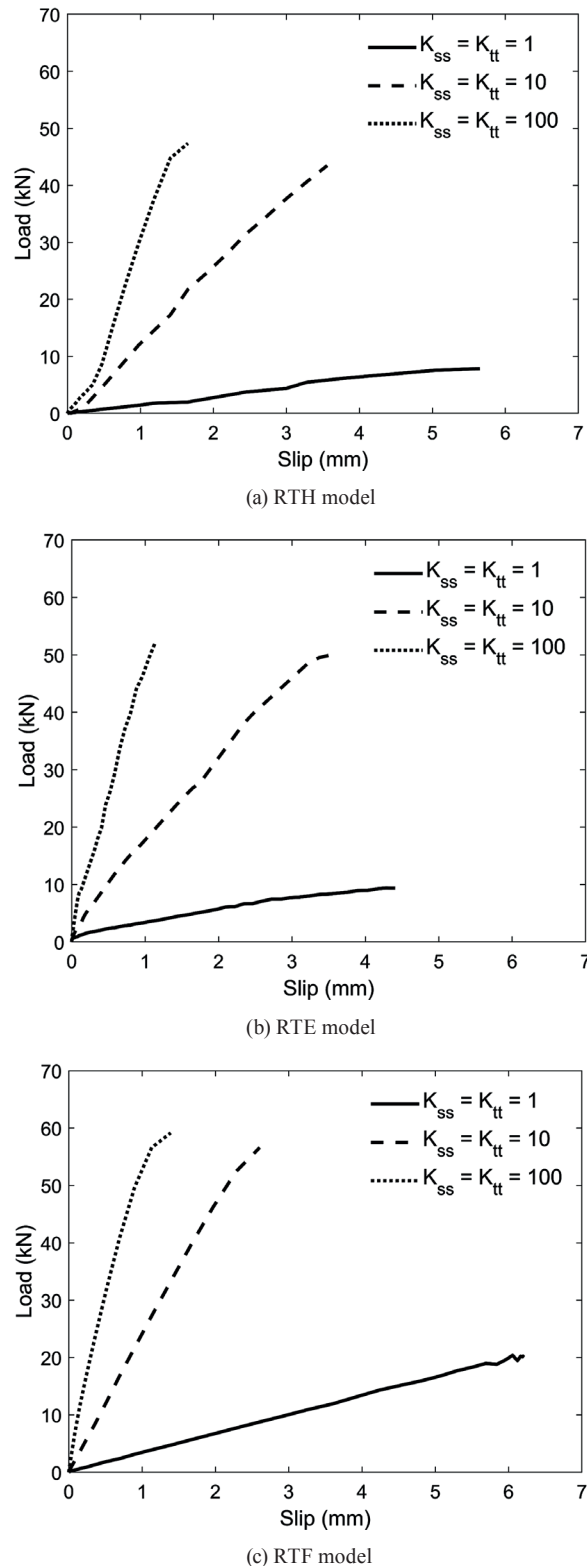 70
60
50
40
30
20
10
0
Load (kN)
K_ss = K_tt = 1
K_ss = K_tt = 10
K_ss = K_tt = 100
0 1 2 3 4 5 6 7
Slip (mm)
(a) RTH model
70
60
50
40
30
20
10
0
Load (kN)
K_ss = K_tt = 1
K_ss = K_tt = 10
K_ss = K_tt = 100
0 1 2 3 4 5 6 7
Slip (mm)
(b) RTE model
70
60
50
40
30
20
10
0
Load (kN)
K_ss = K_tt = 1
K_ss = K_tt = 10
K_ss = K_tt = 100
0 1 2 3 4 5 6 7
Slip (mm)
(c) RTF model